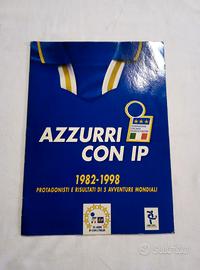 AZZURRI
CON IP
1982-1998
PROTAGONISTI E RISULTATI DI 5 AVVENTURE MONDIALI